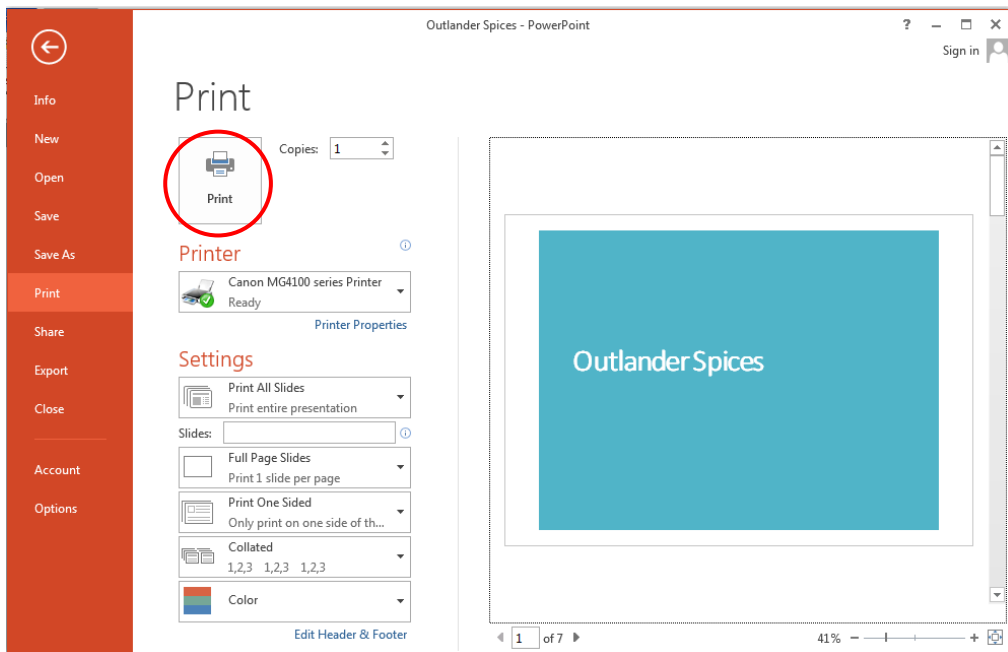 Outlander Spices - PowerPoint
?
Sign in
Info
New
Open
Save
Save As
Print
Share
Export
Close
Account
Options
Print
Print
Copies: 1
Printer
Canon MG4100 series Printer
Ready
Printer Properties
Settings
Print All Slides
Print entire presentation
Slides:
Full Page Slides
Print 1 slide per page
Print One Sided
Only print on one side of th...
Collated
1,2,3 1,2,3 1,2,3
Color
Edit Header & Footer
Outlander Spices
1 of 7
41%